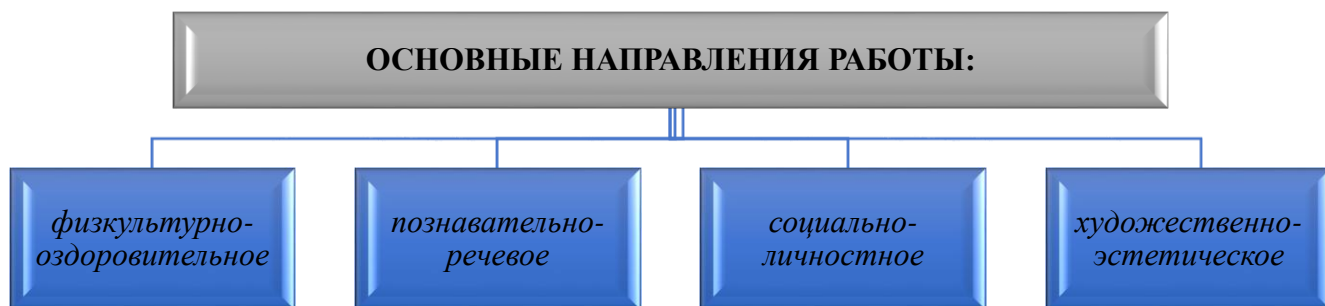 ОСНОВНЫЕ НАПРАВЛЕНИЯ РАБОТЫ:
физкультурно-
оздоровительное
познавательно-
речевое
социально-
личностное
художественно-
эстетическое